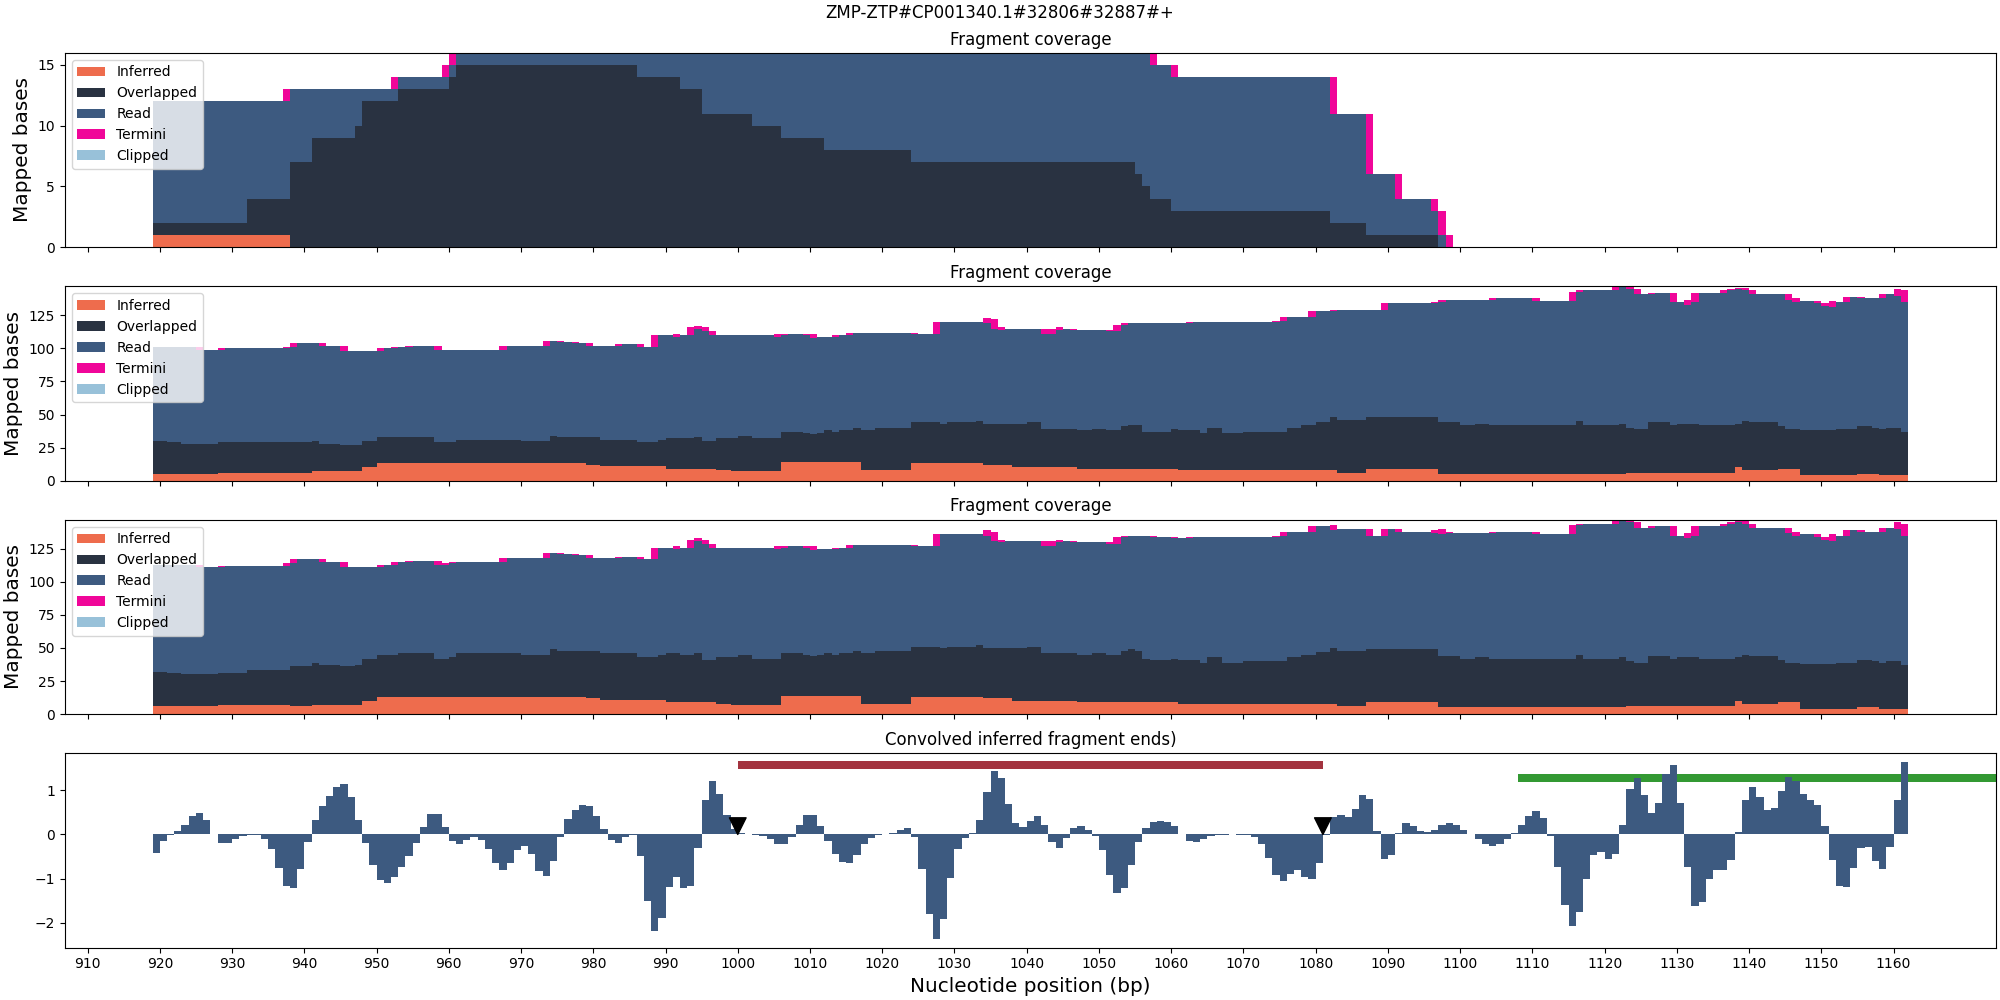 ZMP-ZTP#CP001340.1#32806#32887#+
Fragment coverage
Mapped bases
15
10
5
0
Inferred
Overlapped
Read
Termini
Clipped
Fragment coverage
Mapped bases
125
100
75
50
25
0
Inferred
Overlapped
Read
Termini
Clipped
Fragment coverage
Mapped bases
125
100
75
50
25
0
Inferred
Overlapped
Read
Termini
Clipped
Convolved inferred fragment ends)
1
0
−1
−2
910 920 930 940 950 960 970 980 990 1000 1010 1020 1030 1040 1050 1060 1070 1080 1090 1100 1110 1120 1130 1140 1150 1160
Nucleotide position (bp)